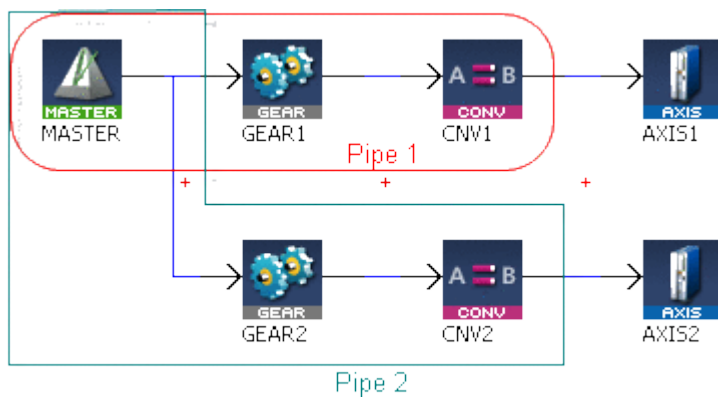 MASTER
GEAR
A B
CONV
AXIS
MASTER
GEAR1
CNV1
AXIS1
Pipe 1
GEAR
A B
CONV
AXIS
GEAR2
CNV2
AXIS2
Pipe 2